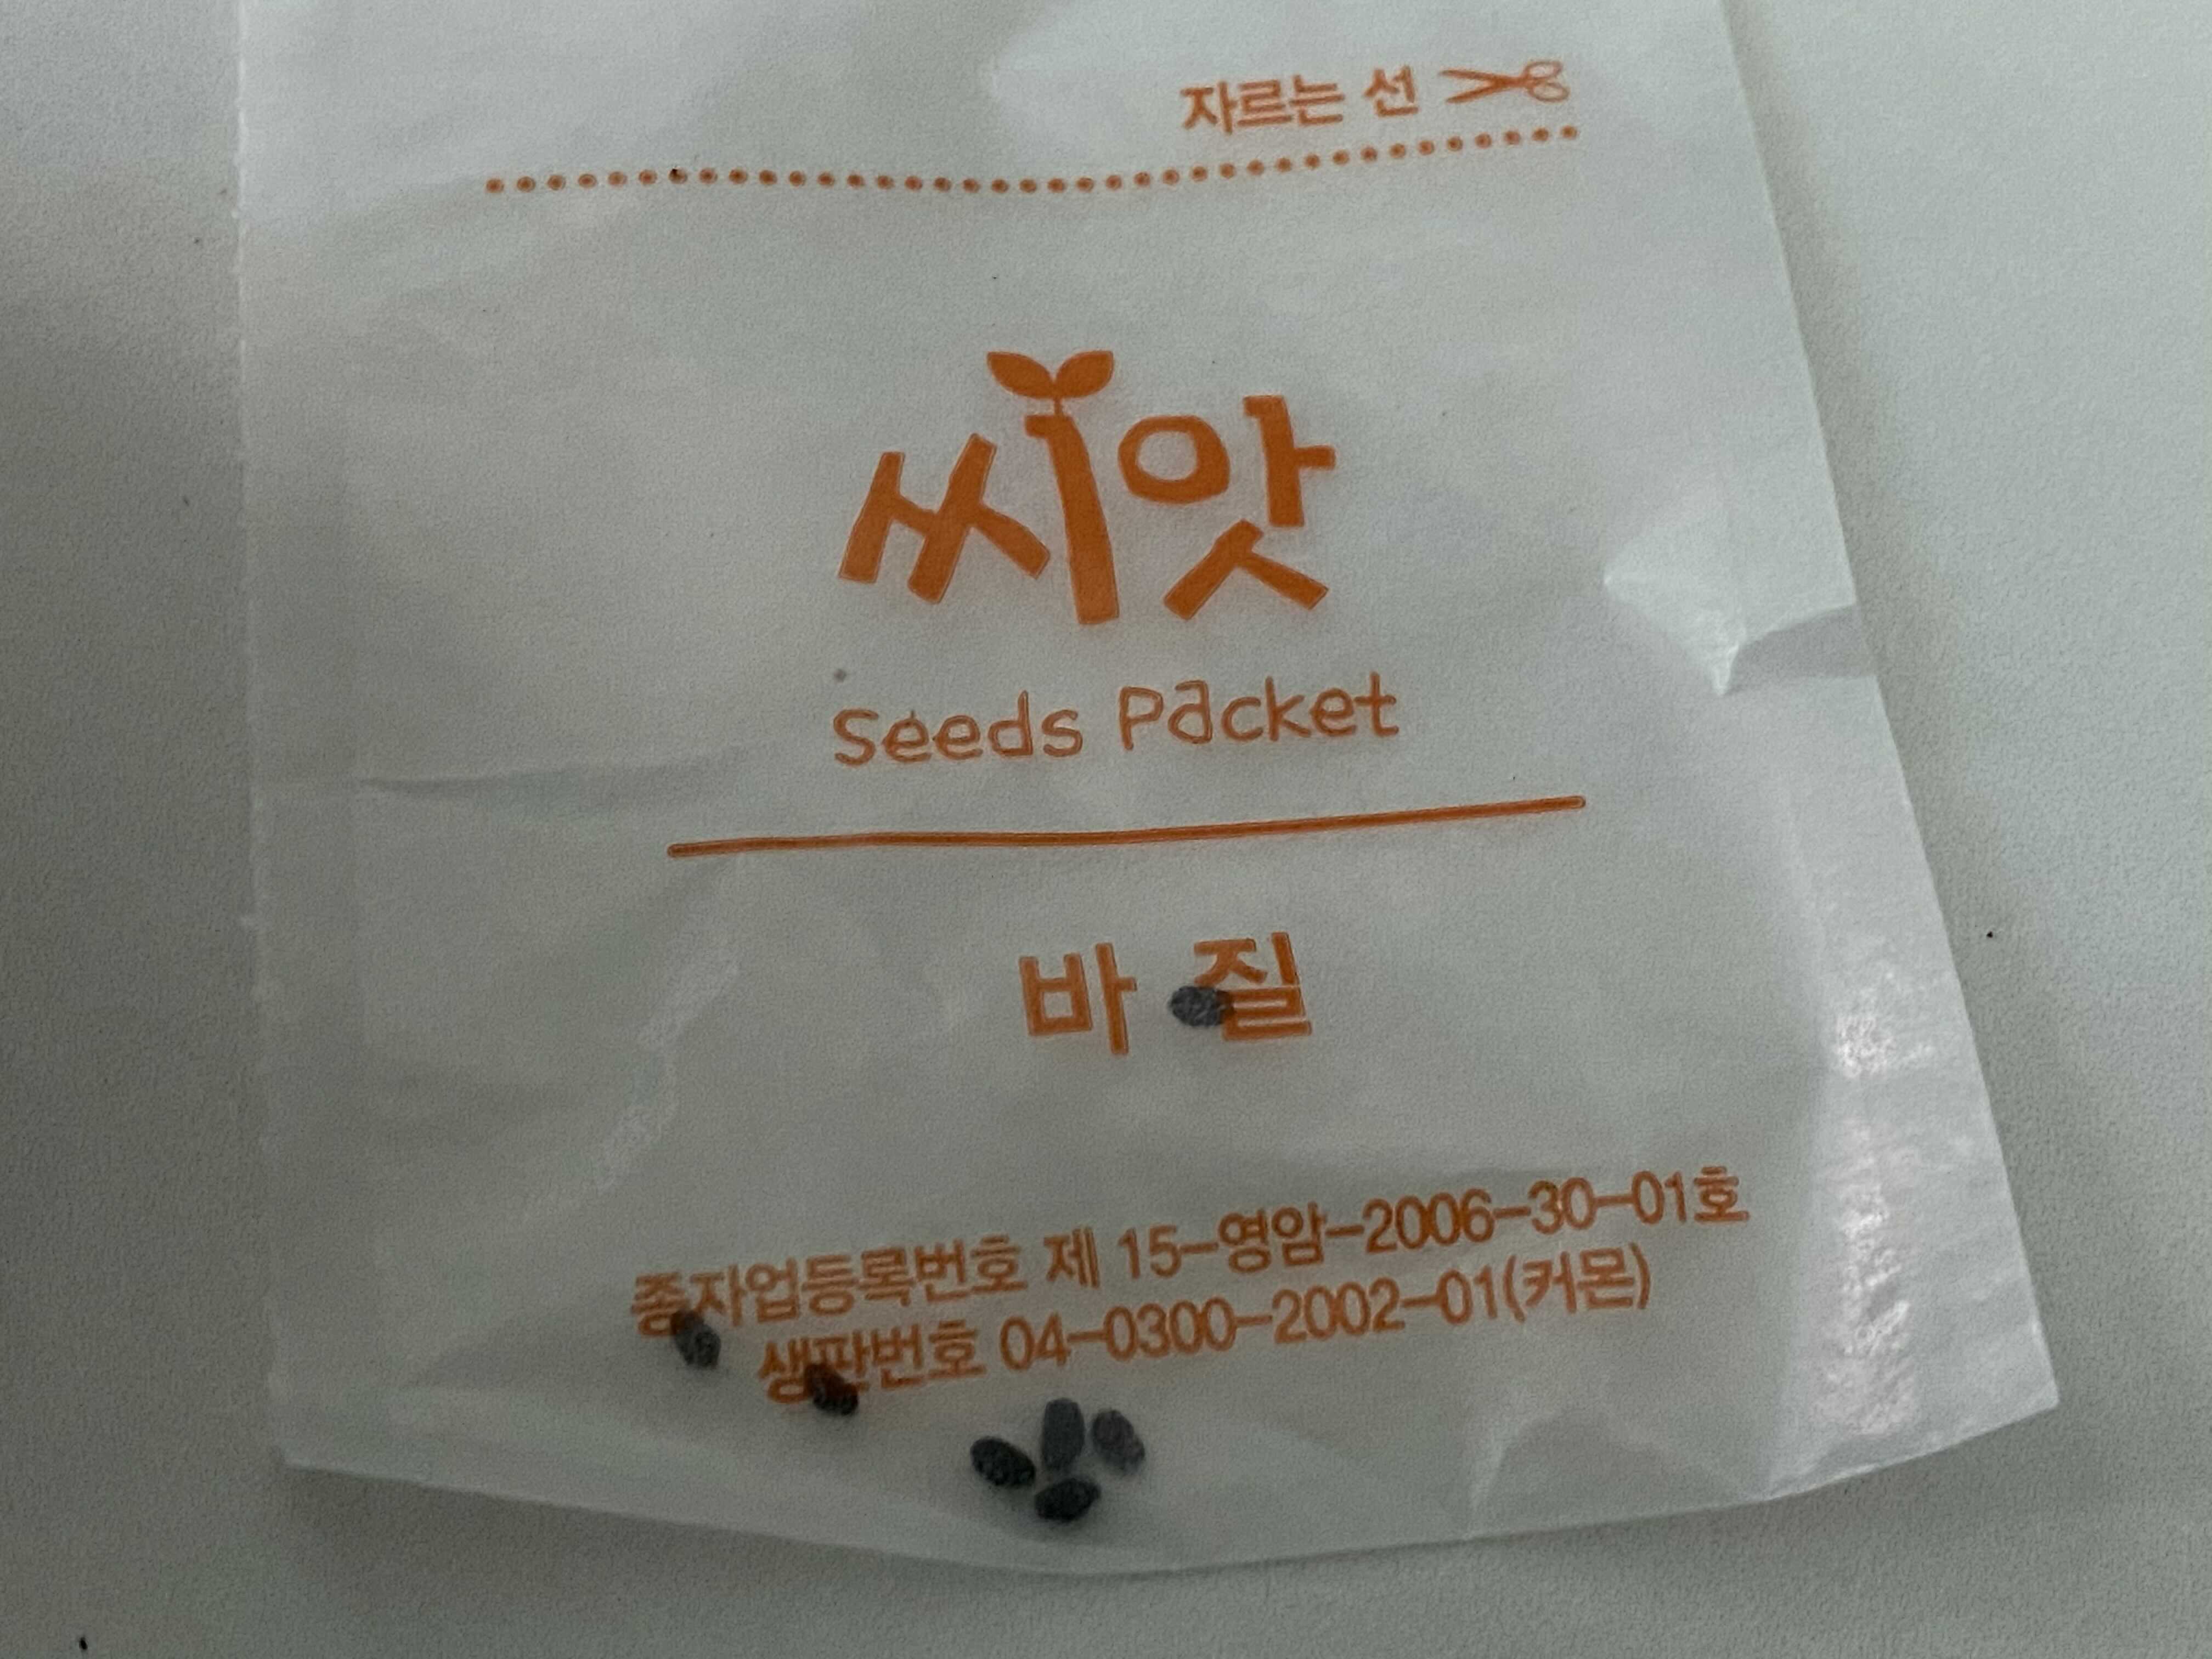 자르는 선
씨앗
Seeds Packet
바 질
종자업등록번호 제 15-영암-2006-30-01호
생판번호 04-0300-2002-01(커먼)